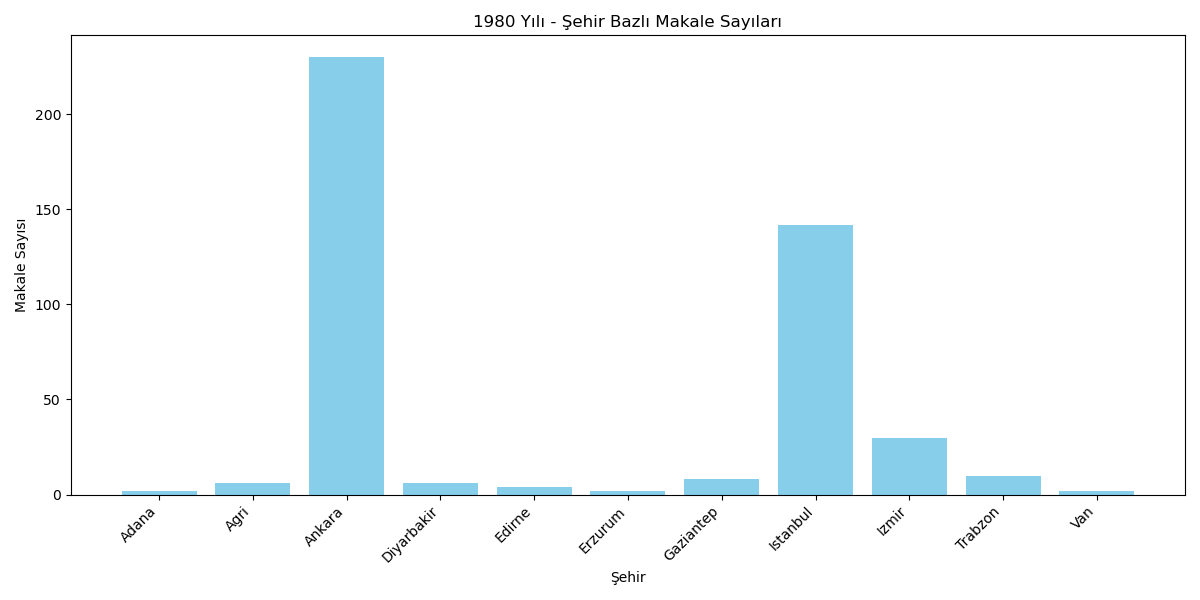 1980 Yılı - Şehir Bazlı Makale Sayıları
Makale Sayısı
200
150
100
50
0
Adana
Agri
Ankara
Diyarbakir
Edirne
Erzurum
Gaziantep
Istanbul
Izmir
Trabzon
Van
Şehir